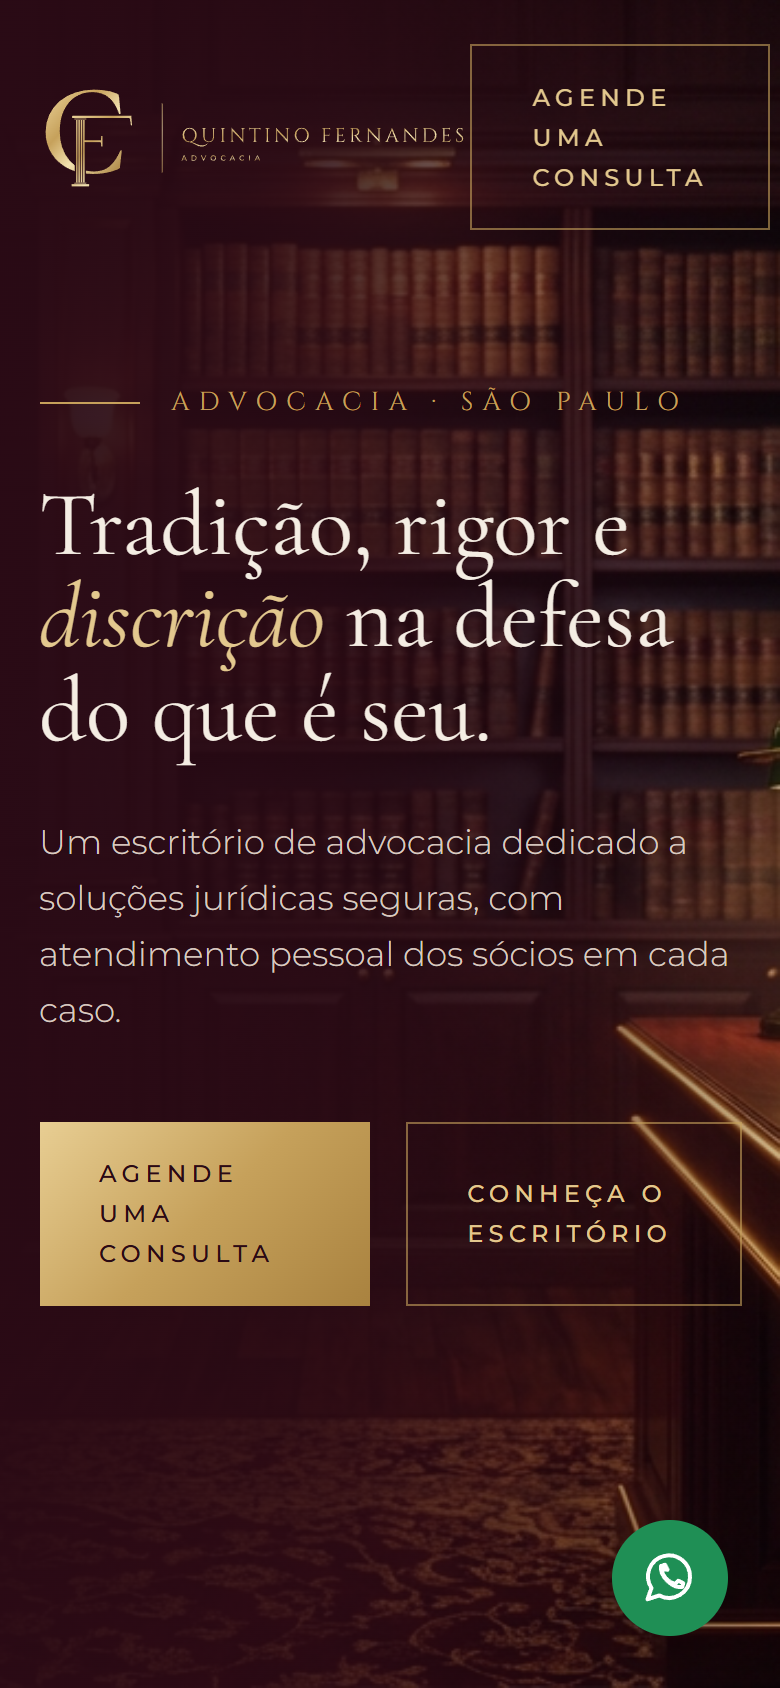 QUINTINO FERNANDES
ADVOCACIA
AGENDE
UMA
CONSULTA
ADVOCACIA · SÃO PAULO
Tradição, rigor e
discrição na defesa
do que é seu.
Um escritório de advocacia dedicado a
soluções jurídicas seguras, com
atendimento pessoal dos sócios em cada
caso.
AGENDE
UMA
CONSULTA
CONHEÇA O
ESCRITÓRIO